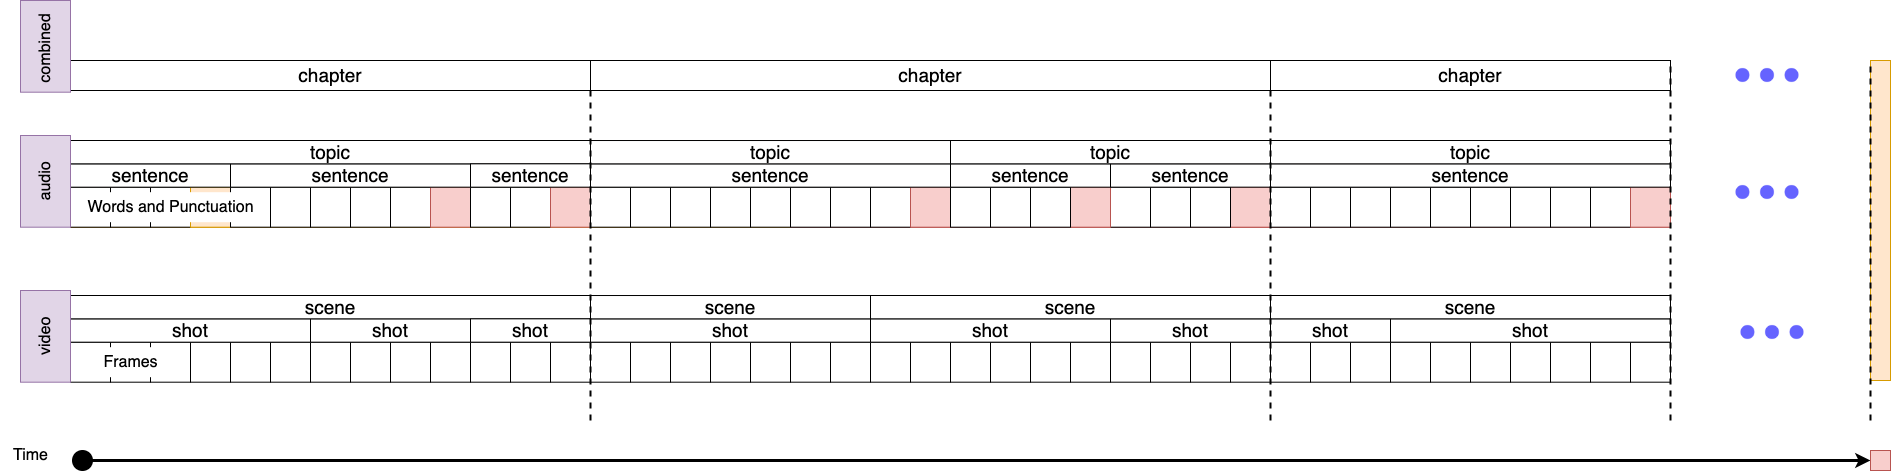 combined
chapter chapter chapter
audio
topic topic topic topic
sentence sentence sentence sentence sentence sentence sentence
Words and Punctuation
video
scene scene scene scene
shot shot shot shot shot shot shot shot
Frames
Time